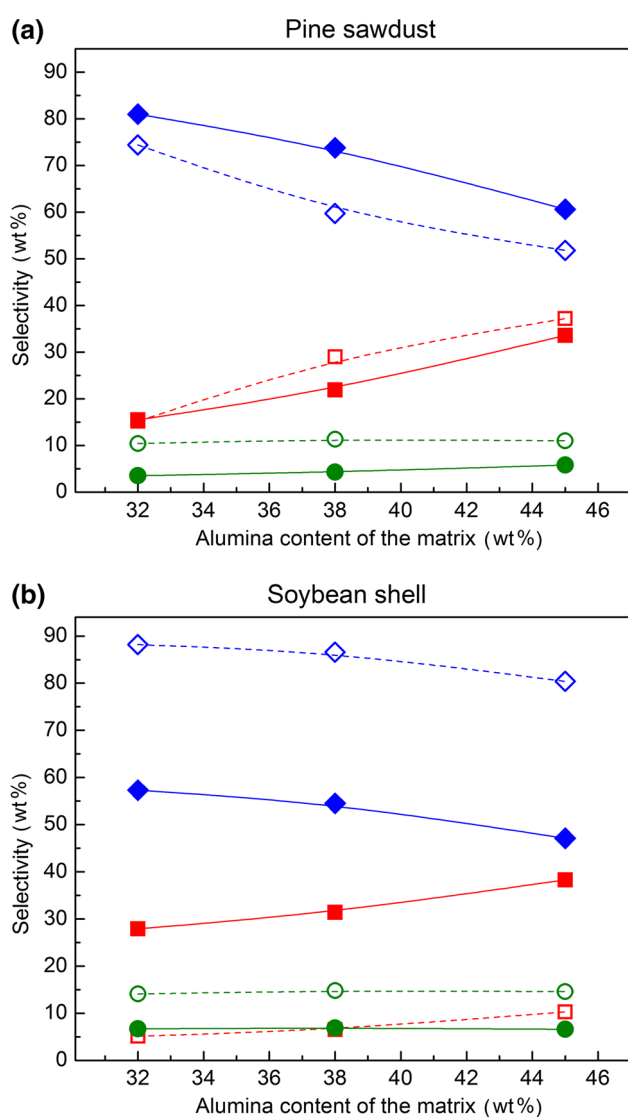 (a) Pine sawdust
90
80
70
60
50
40
30
20
10
0
Selectivity (wt%)
32 34 36 38 40 42 44 46
Alumina content of the matrix (wt%)
(b) Soybean shell
90
80
70
60
50
40
30
20
10
0
Selectivity (wt%)
32 34 36 38 40 42 44 46
Alumina content of the matrix (wt%)